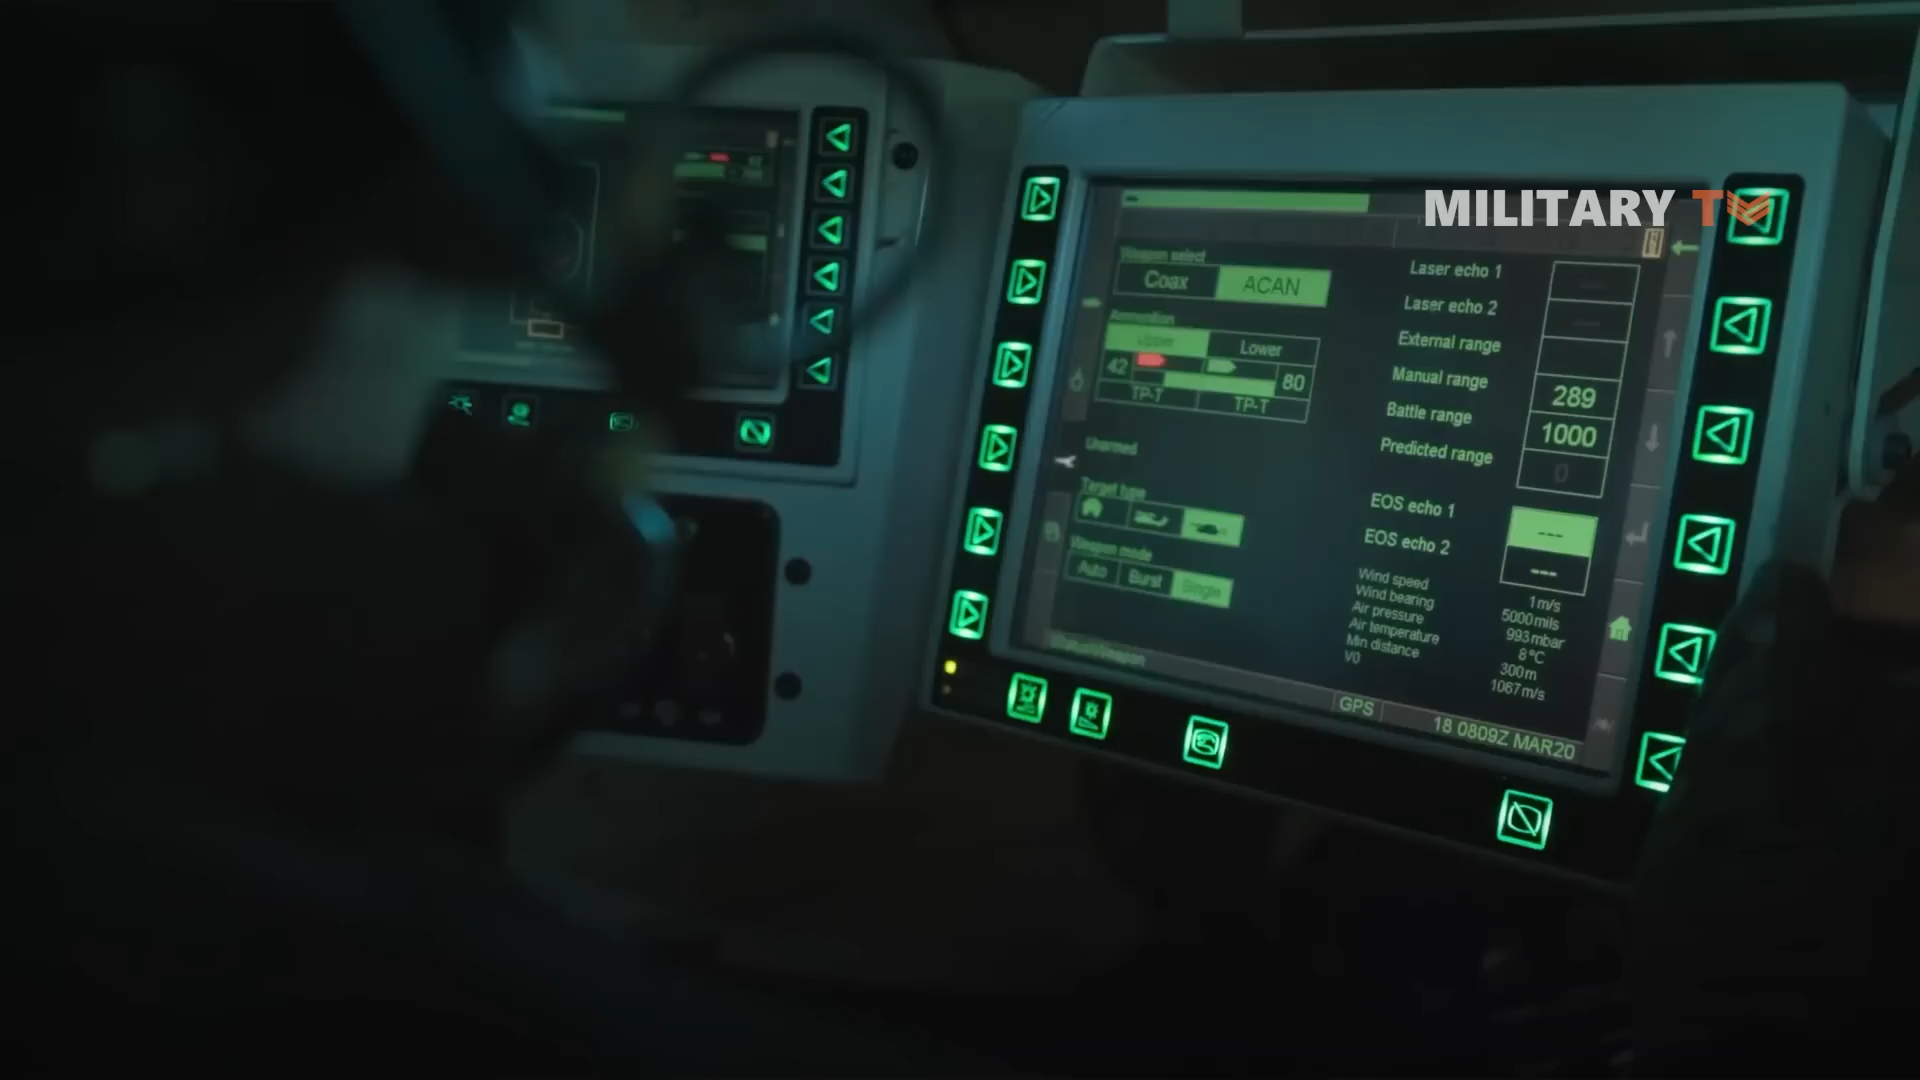 MILITARY TV
Weapon select
Coax ACAN
Ammunition
Upper Lower
42 80
TP-T TP-T
Unarmed
Target type
Weapon mode
Auto Burst Single
Laser echo 1 ---
Laser echo 2 ---
External range
Manual range 289
Battle range 1000
Predicted range 0
EOS echo 1 ---
EOS echo 2 ---
Wind speed 1 m/s
Wind bearing 5000 mils
Air pressure 993 mbar
Air temperature 8 °C
Min distance 300 m
V0 1067 m/s
GPS 18 0809Z MAR20